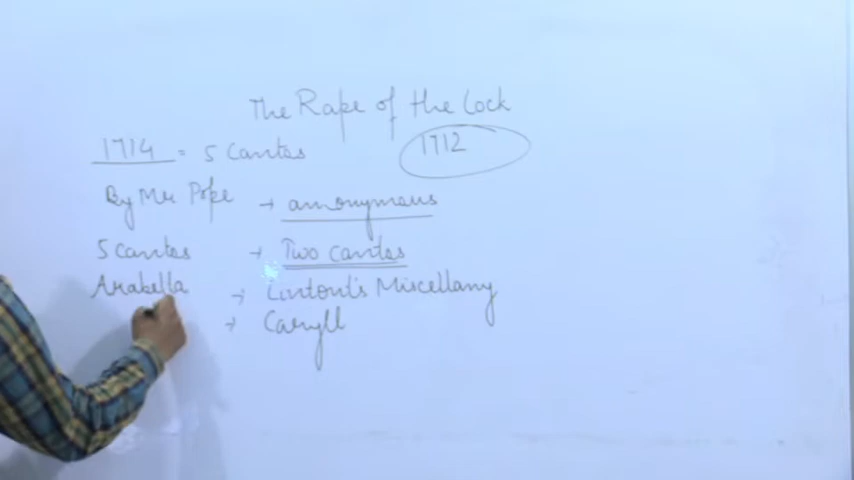 The Rape of the Lock
1714 = 5 Cantos 1712
By Mr Pope → anonymous
5 Cantos → Two Cantos
Arabella → Lintont's Miscellany
→ Caryll